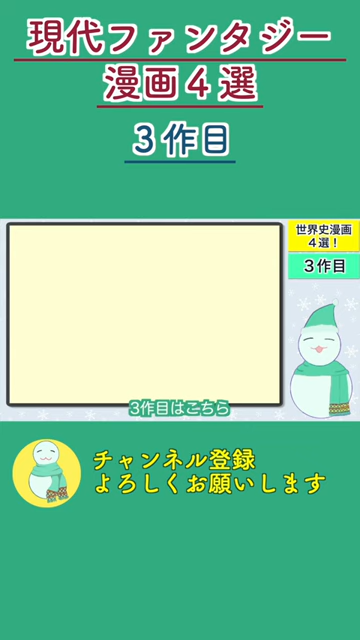 現代ファンタジー
漫画４選
３作目
世界史漫画
４選！
３作目
3作目はこちら
チャンネル登録
よろしくお願いします